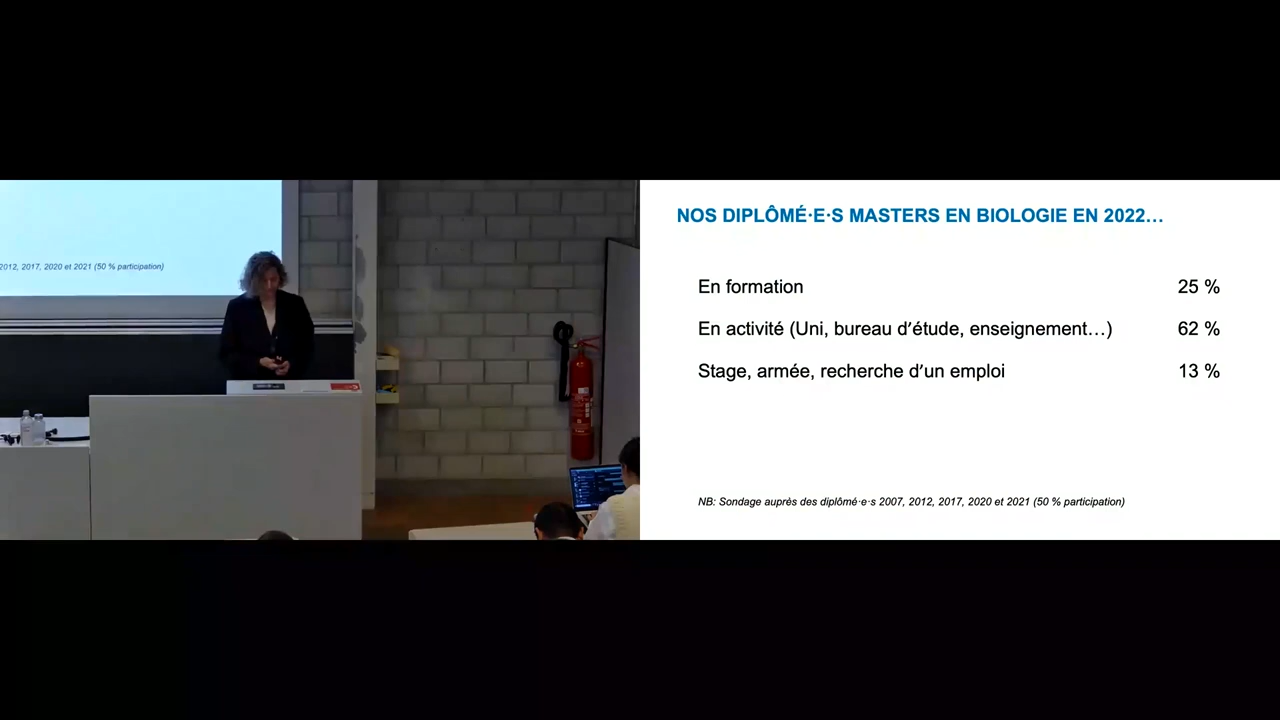 2012, 2017, 2020 et 2021 (50 % participation)
NOS DIPLÔMÉ·E·S MASTERS EN BIOLOGIE EN 2022…
En formation 25 %
En activité (Uni, bureau d’étude, enseignement…) 62 %
Stage, armée, recherche d’un emploi 13 %
NB: Sondage auprès des diplômé·e·s 2007, 2012, 2017, 2020 et 2021 (50 % participation)